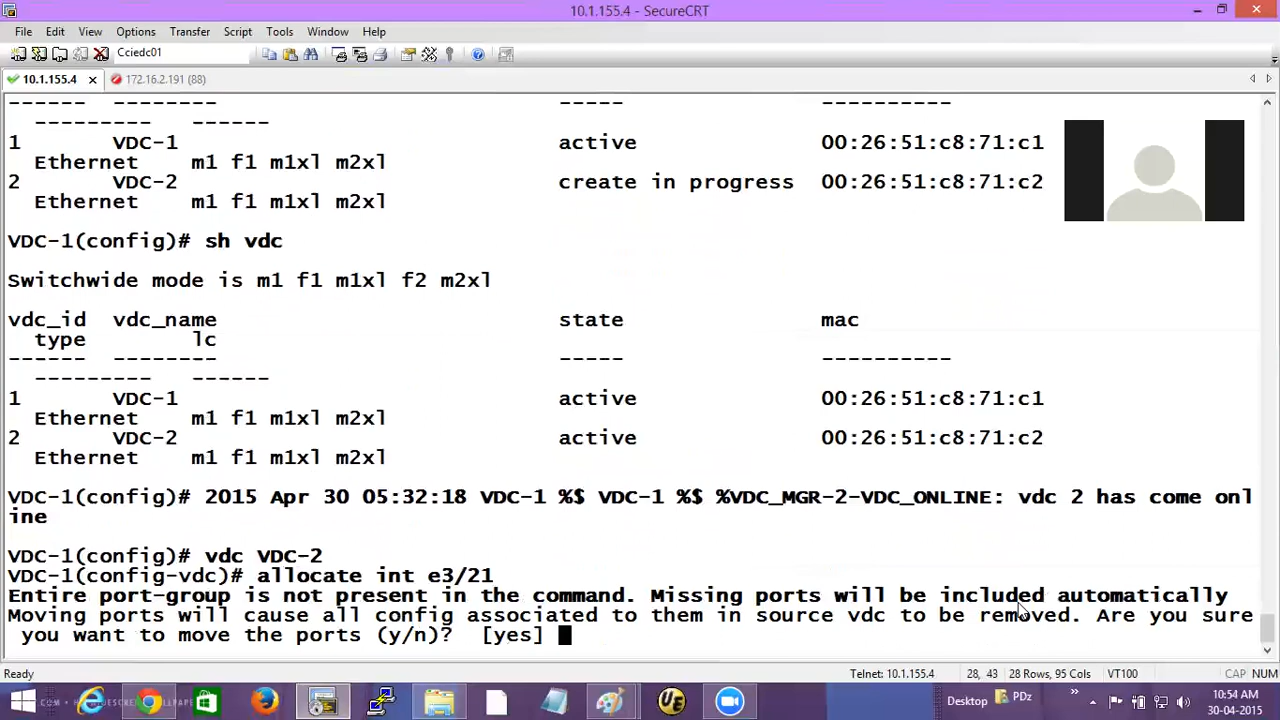 10.1.155.4 - SecureCRT
File Edit View Options Transfer Script Tools Window Help
Cciedc01
10.1.155.4 172.16.2.191 (88)
------ -------- ----- ----------
--------- ------
1 VDC-1 active 00:26:51:c8:71:c1
Ethernet m1 f1 m1xl m2xl
2 VDC-2 create in progress 00:26:51:c8:71:c2
Ethernet m1 f1 m1xl m2xl
VDC-1(config)# sh vdc
Switchwide mode is m1 f1 m1xl f2 m2xl
vdc_id vdc_name state mac
type lc
------ -------- ----- ----------
--------- ------
1 VDC-1 active 00:26:51:c8:71:c1
Ethernet m1 f1 m1xl m2xl
2 VDC-2 active 00:26:51:c8:71:c2
Ethernet m1 f1 m1xl m2xl
VDC-1(config)# 2015 Apr 30 05:32:18 VDC-1 %$ VDC-1 %$ %VDC_MGR-2-VDC_ONLINE: vdc 2 has come onl
ine
VDC-1(config)# vdc VDC-2
VDC-1(config-vdc)# allocate int e3/21
Entire port-group is not present in the command. Missing ports will be included automatically
Moving ports will cause all config associated to them in source vdc to be removed. Are you sure
you want to move the ports (y/n)? [yes]
Ready Telnet: 10.1.155.4 28, 43 28 Rows, 95 Cols VT100 CAP NUM
Desktop PDz » 10:54 AM
30-04-2015